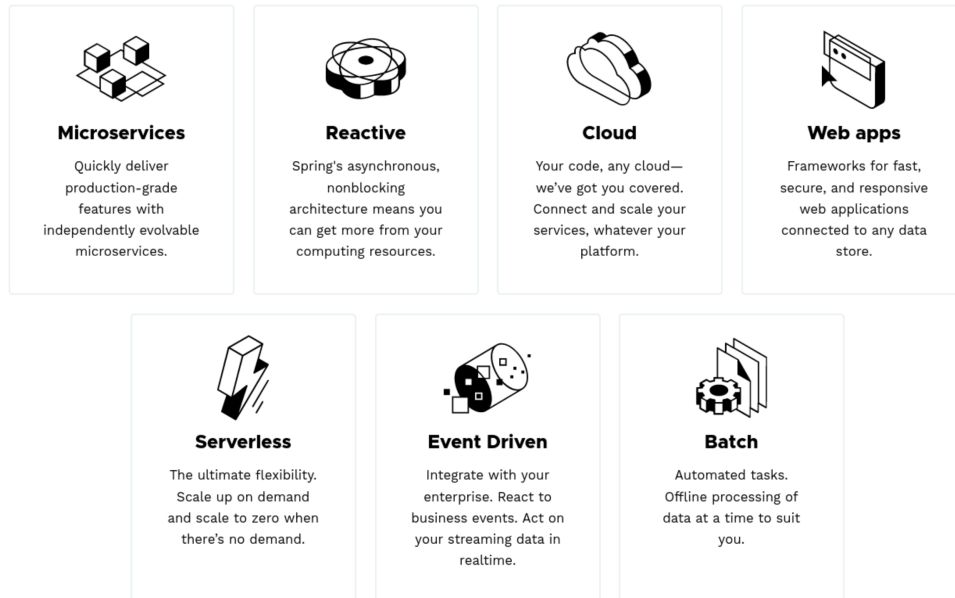 Microservices
Quickly deliver
production-grade
features with
independently evolvable
microservices.
Reactive
Spring's asynchronous,
nonblocking
architecture means you
can get more from your
computing resources.
Cloud
Your code, any cloud—
we’ve got you covered.
Connect and scale your
services, whatever your
platform.
Web apps
Frameworks for fast,
secure, and responsive
web applications
connected to any data
store.
Serverless
The ultimate flexibility.
Scale up on demand
and scale to zero when
there’s no demand.
Event Driven
Integrate with your
enterprise. React to
business events. Act on
your streaming data in
realtime.
Batch
Automated tasks.
Offline processing of
data at a time to suit
you.